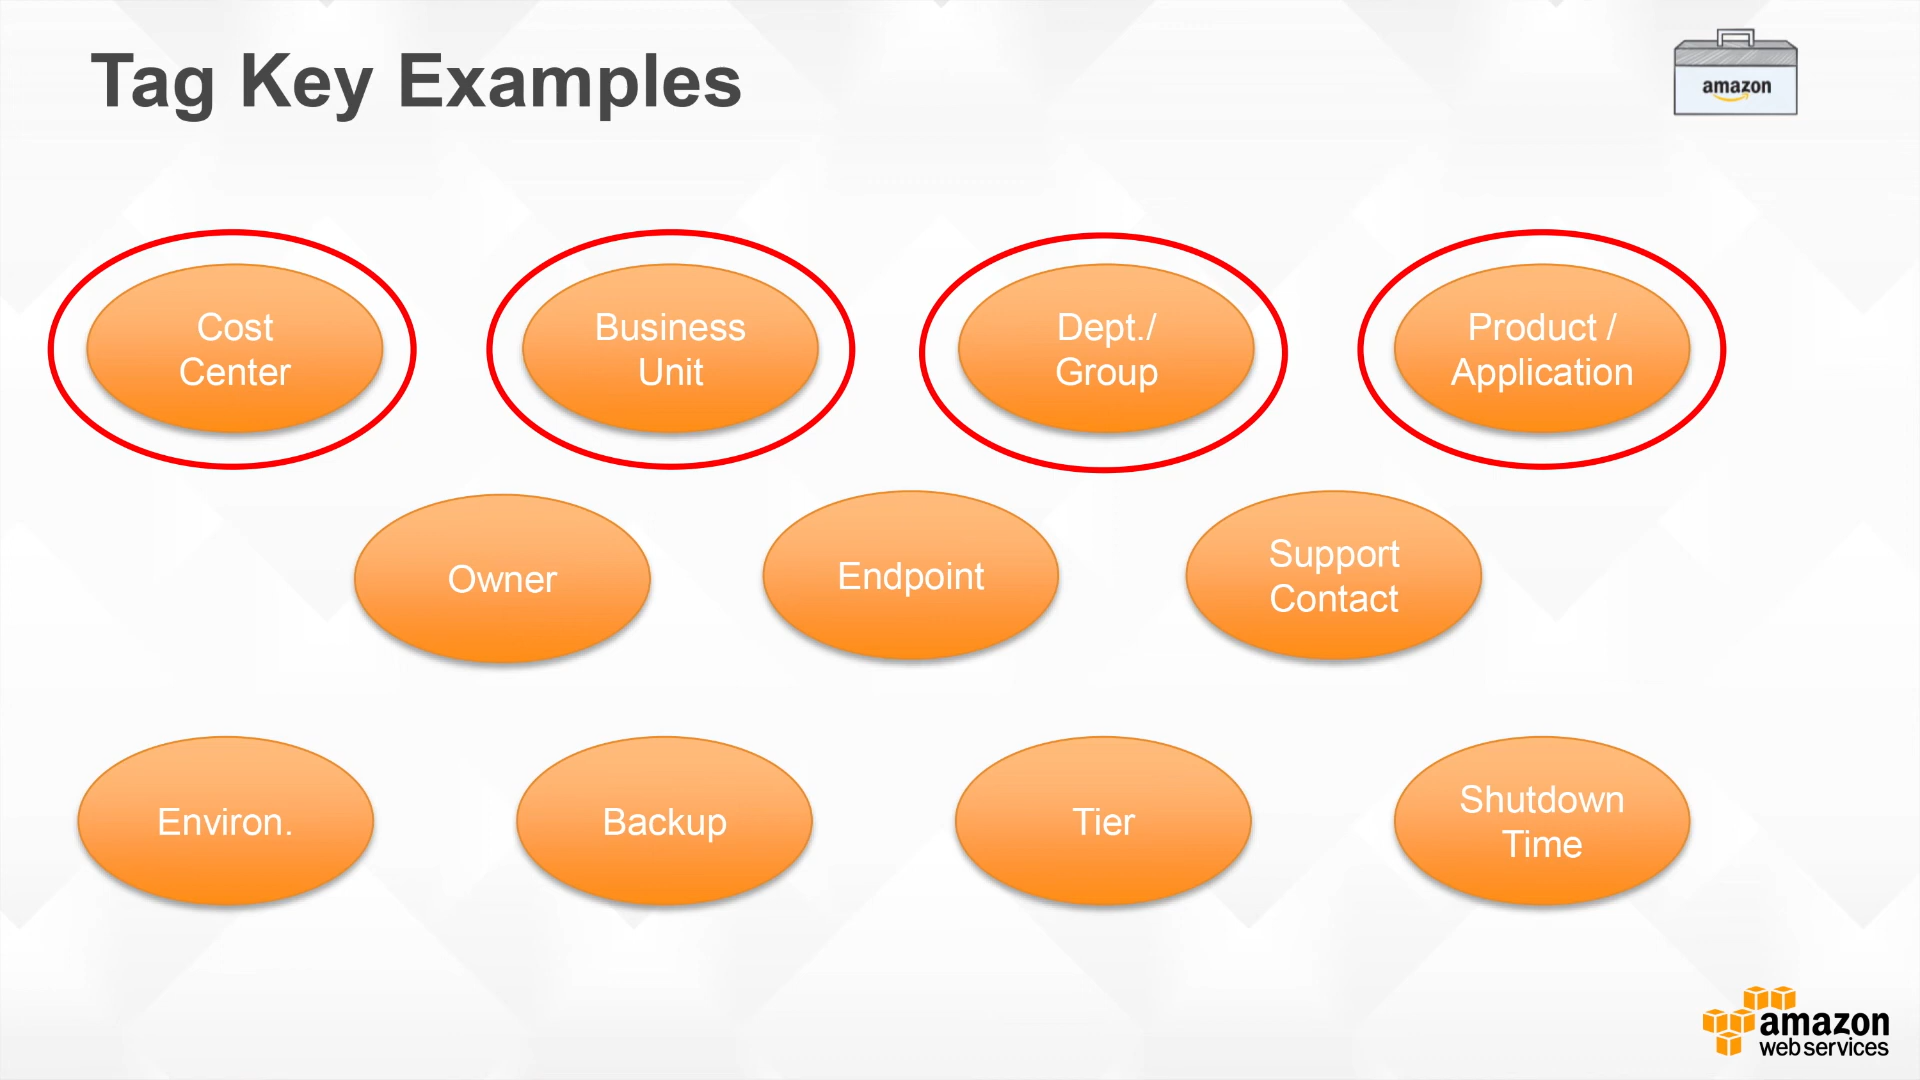 Tag Key Examples
amazon
Cost
Center
Business
Unit
Dept./
Group
Product /
Application
Owner
Endpoint
Support
Contact
Environ.
Backup
Tier
Shutdown
Time
amazon
web services